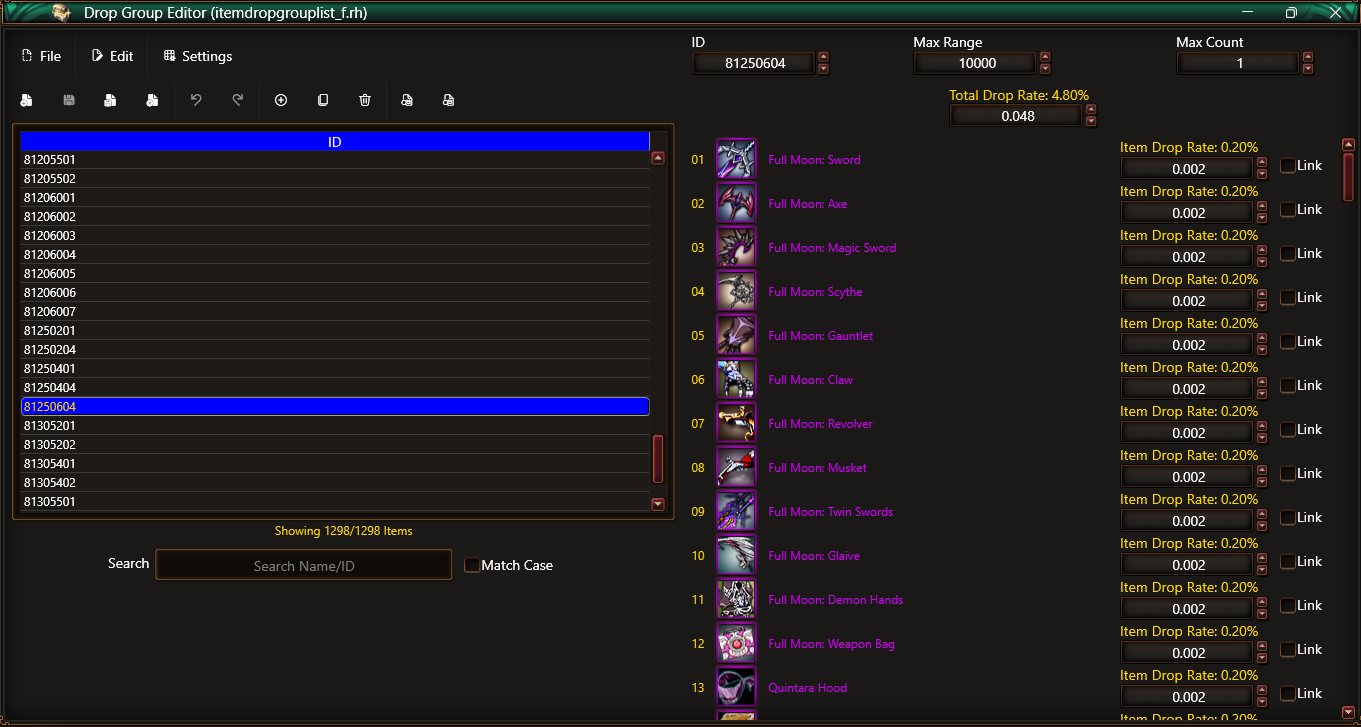 Drop Group Editor (itemdropgrouplist_f.rh)
File Edit Settings
ID
81205501
81205502
81206001
81206002
81206003
81206004
81206005
81206006
81206007
81250201
81250204
81250401
81250404
81250604
81305201
81305202
81305401
81305402
81305501
Showing 1298/1298 Items
Search Search Name/ID Match Case
ID Max Range Max Count
81250604 10000 1
Total Drop Rate: 4.80%
0.048
Item Drop Rate: 0.20%
01 Full Moon: Sword 0.002 Link
Item Drop Rate: 0.20%
02 Full Moon: Axe 0.002 Link
Item Drop Rate: 0.20%
03 Full Moon: Magic Sword 0.002 Link
Item Drop Rate: 0.20%
04 Full Moon: Scythe 0.002 Link
Item Drop Rate: 0.20%
05 Full Moon: Gauntlet 0.002 Link
Item Drop Rate: 0.20%
06 Full Moon: Claw 0.002 Link
Item Drop Rate: 0.20%
07 Full Moon: Revolver 0.002 Link
Item Drop Rate: 0.20%
08 Full Moon: Musket 0.002 Link
Item Drop Rate: 0.20%
09 Full Moon: Twin Swords 0.002 Link
Item Drop Rate: 0.20%
10 Full Moon: Glaive 0.002 Link
Item Drop Rate: 0.20%
11 Full Moon: Demon Hands 0.002 Link
Item Drop Rate: 0.20%
12 Full Moon: Weapon Bag 0.002 Link
Item Drop Rate: 0.20%
13 Quintara Hood 0.002 Link
Item Drop Rate: 0.20%